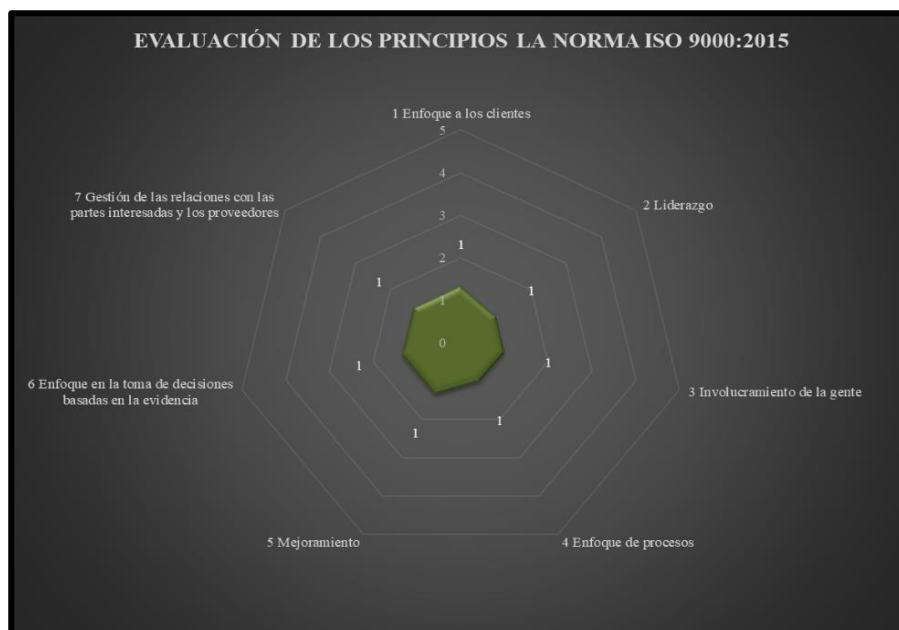 EVALUACIÓN DE LOS PRINCIPIOS LA NORMA ISO 9000:2015
1 Enfoque a los clientes
5
4
3
2
1
0
2 Liderazgo
3 Involucramiento de la gente
4 Enfoque de procesos
5 Mejoramiento
6 Enfoque en la toma de decisiones
basadas en la evidencia
7 Gestión de las relaciones con las
partes interesadas y los proveedores
1
1
1
1
1
1
1